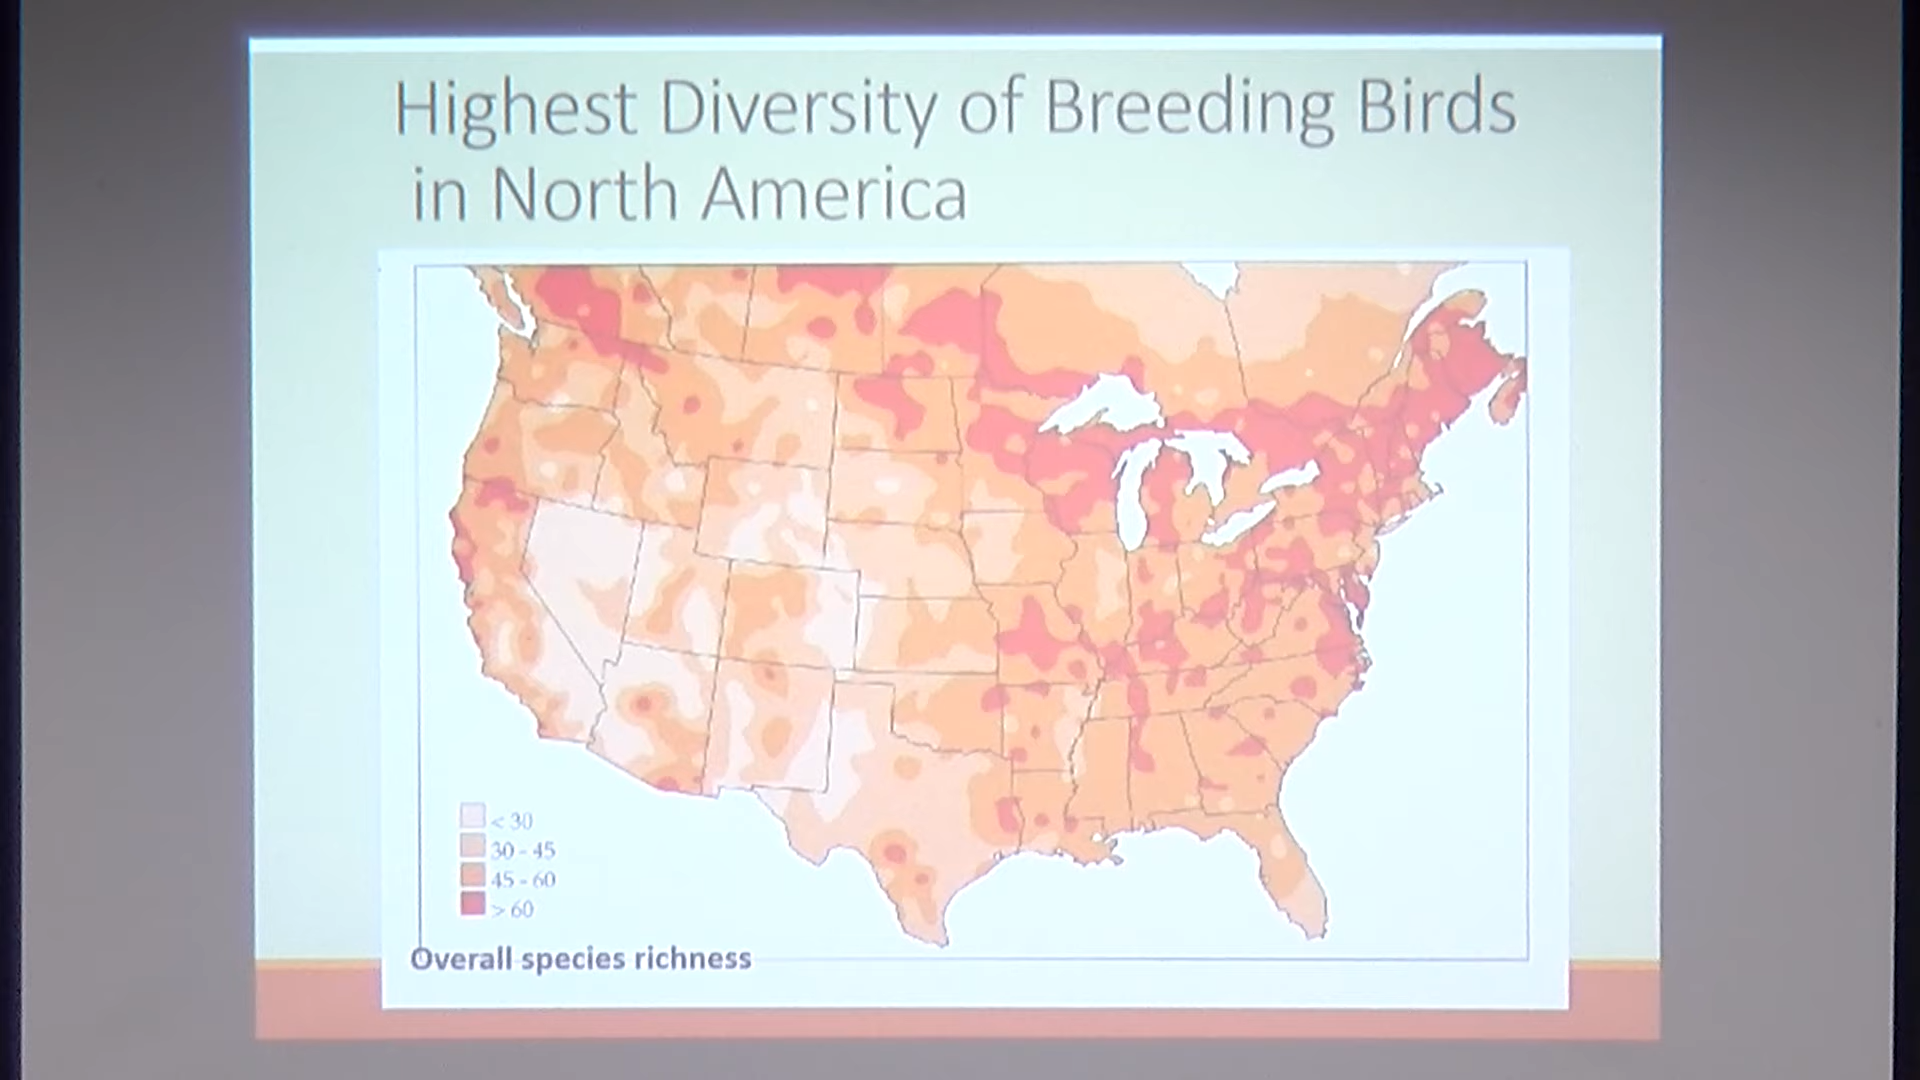 Highest Diversity of Breeding Birds
in North America
< 30
30 - 45
45 - 60
> 60
Overall species richness